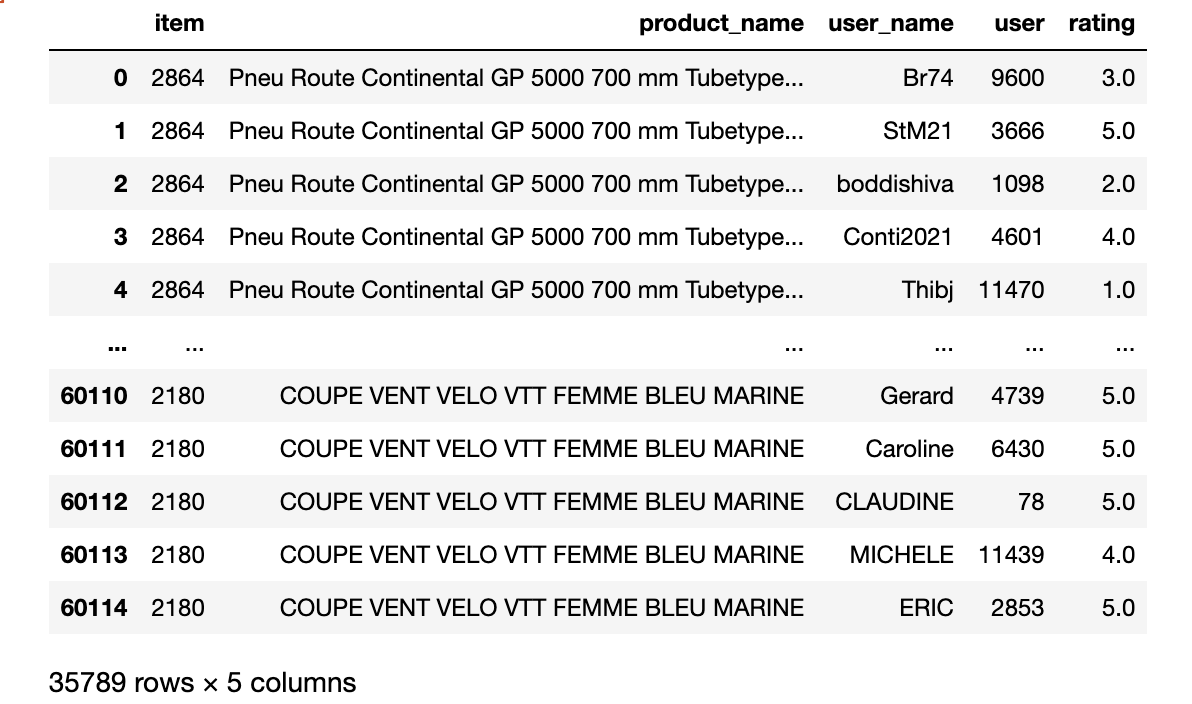 item product_name user_name user rating
0 2864 Pneu Route Continental GP 5000 700 mm Tubetype... Br74 9600 3.0
1 2864 Pneu Route Continental GP 5000 700 mm Tubetype... StM21 3666 5.0
2 2864 Pneu Route Continental GP 5000 700 mm Tubetype... boddishiva 1098 2.0
3 2864 Pneu Route Continental GP 5000 700 mm Tubetype... Conti2021 4601 4.0
4 2864 Pneu Route Continental GP 5000 700 mm Tubetype... Thibj 11470 1.0
... ... ... ... ... ...
60110 2180 COUPE VENT VELO VTT FEMME BLEU MARINE Gerard 4739 5.0
60111 2180 COUPE VENT VELO VTT FEMME BLEU MARINE Caroline 6430 5.0
60112 2180 COUPE VENT VELO VTT FEMME BLEU MARINE CLAUDINE 78 5.0
60113 2180 COUPE VENT VELO VTT FEMME BLEU MARINE MICHELE 11439 4.0
60114 2180 COUPE VENT VELO VTT FEMME BLEU MARINE ERIC 2853 5.0
35789 rows × 5 columns